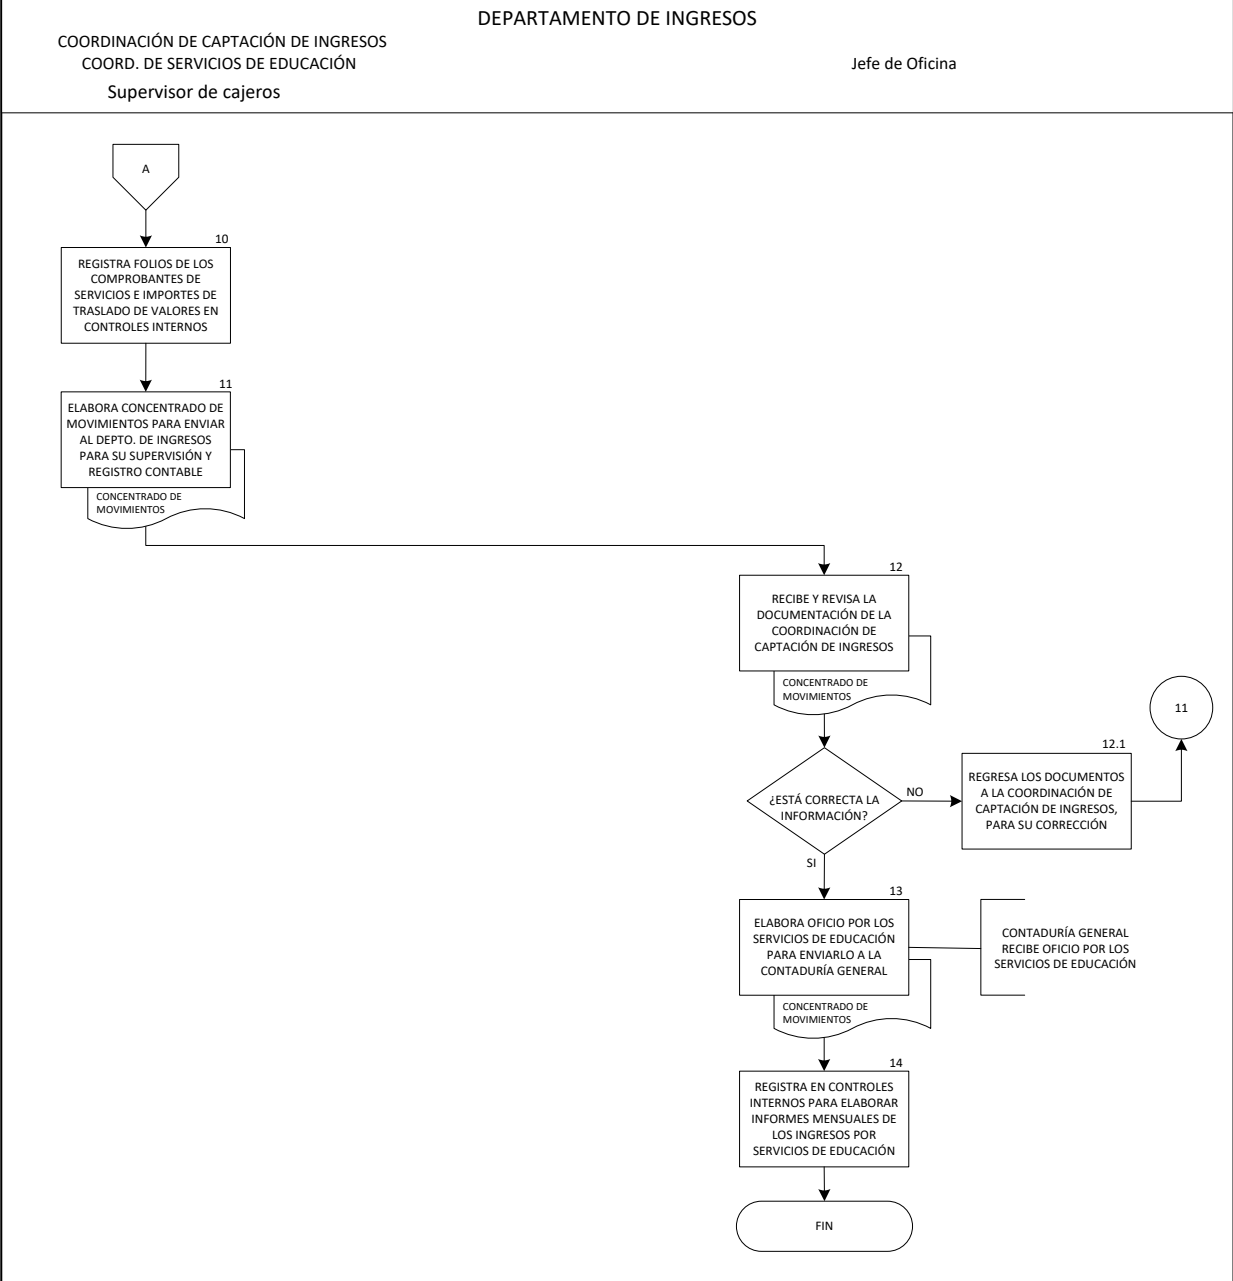 DEPARTAMENTO DE INGRESOS
COORDINACIÓN DE CAPTACIÓN DE INGRESOS
COORD. DE SERVICIOS DE EDUCACIÓN
Supervisor de cajeros
Jefe de Oficina
A
10
REGISTRA FOLIOS DE LOS
COMPROBANTES DE
SERVICIOS E IMPORTES DE
TRASLADO DE VALORES EN
CONTROLES INTERNOS
11
ELABORA CONCENTRADO DE
MOVIMIENTOS PARA ENVIAR
AL DEPTO. DE INGRESOS
PARA SU SUPERVISIÓN Y
REGISTRO CONTABLE
CONCENTRADO DE
MOVIMIENTOS
12
RECIBE Y REVISA LA
DOCUMENTACIÓN DE LA
COORDINACIÓN DE
CAPTACIÓN DE INGRESOS
CONCENTRADO DE
MOVIMIENTOS
¿ESTÁ CORRECTA LA
INFORMACIÓN?
NO
12.1
REGRESA LOS DOCUMENTOS
A LA COORDINACIÓN DE
CAPTACIÓN DE INGRESOS,
PARA SU CORRECCIÓN
11
SI
13
ELABORA OFICIO POR LOS
SERVICIOS DE EDUCACIÓN
PARA ENVIARLO A LA
CONTADURÍA GENERAL
CONCENTRADO DE
MOVIMIENTOS
CONTADURÍA GENERAL
RECIBE OFICIO POR LOS
SERVICIOS DE EDUCACIÓN
14
REGISTRA EN CONTROLES
INTERNOS PARA ELABORAR
INFORMES MENSUALES DE
LOS INGRESOS POR
SERVICIOS DE EDUCACIÓN
FIN